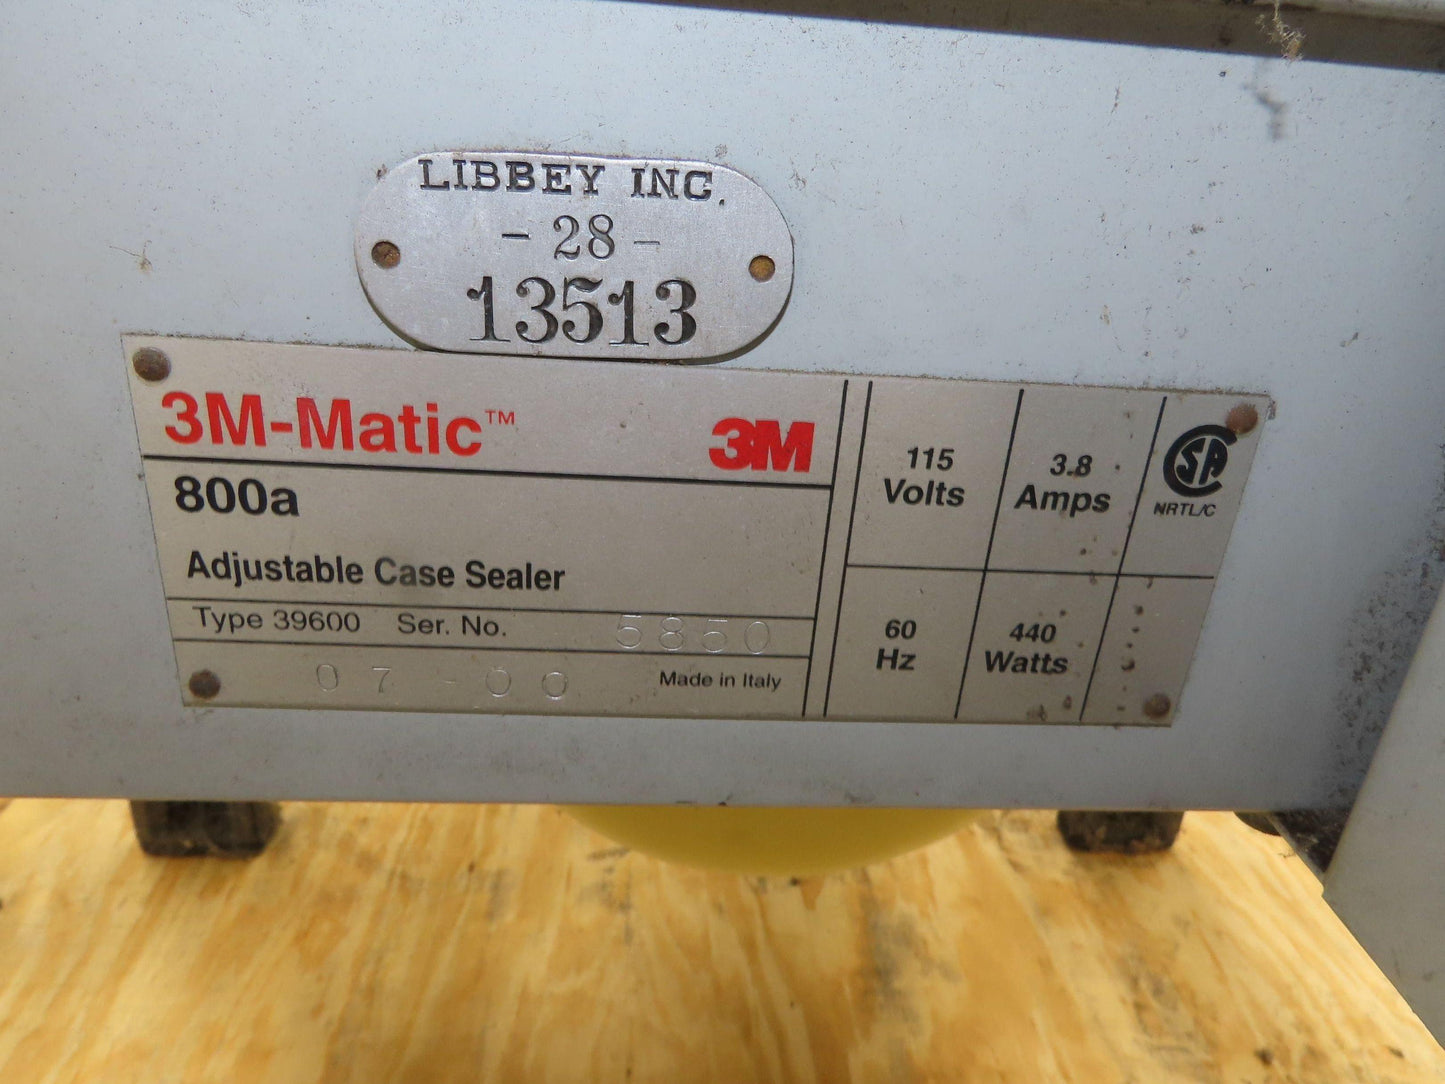 LIBBEY INC.
- 28 -
13513
3M-Matic™ 3M
800a
Adjustable Case Sealer
Type 39600 Ser. No. 5850
07 - 00 Made in Italy
115
Volts
3.8
Amps
SA
NRTL/C
60
Hz
440
Watts